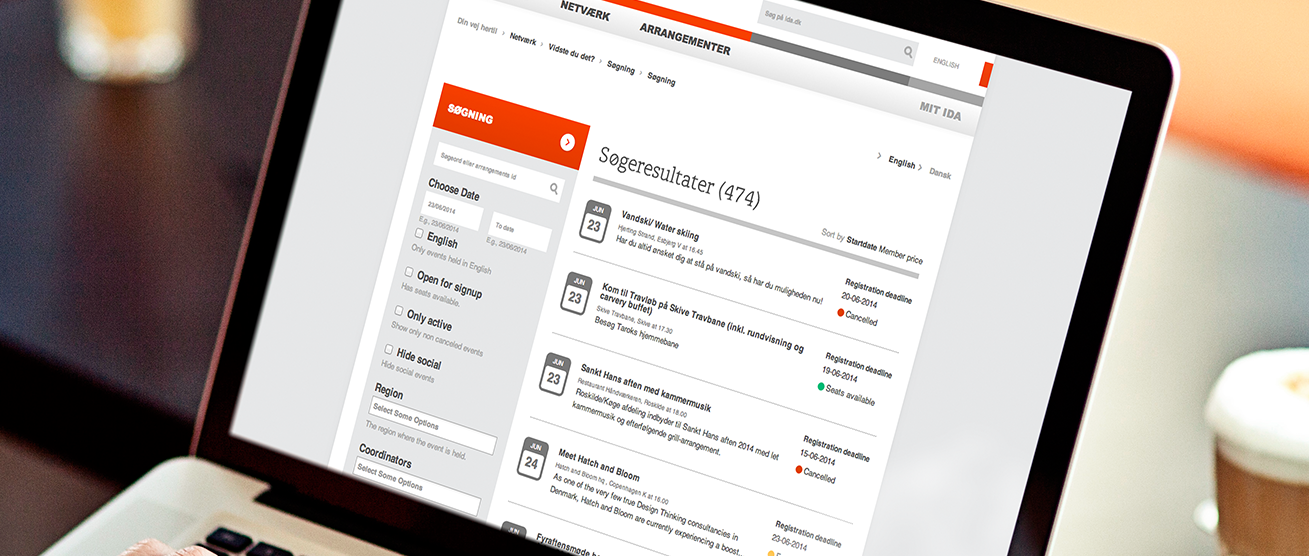 NETVÆRK
ARRANGEMENTER
Søg på ida.dk
ENGLISH
MIT IDA
Din vej hertil > Netværk > Vidste du det? > Søgning > Søgning
> English > Dansk
SØGNING
Søgeord eller arrangements id
Choose Date
23/06/2014
To date
E.g., 23/06/2014
E.g., 23/06/2014
English
Only events held in English
Open for signup
Has seats available.
Only active
Show only non canceled events
Hide social
Hide social events
Region
Select Some Options
The region where the event is held.
Coordinators
Select Some Options
Søgeresultater (474)
Sort by Startdate Member price
JUN
23
Vandski/ Water skiing
Hjerting Strand, Esbjerg V at 16.45
Har du altid ønsket dig at stå på vandski, så har du muligheden nu!
Registration deadline
20-06-2014
Cancelled
JUN
23
Kom til Travløb på Skive Travbane (inkl. rundvisning og
carvery buffet)
Skive Travbane, Skive at 17.30
Besøg Taroks hjemmebane
Registration deadline
19-06-2014
Seats available
JUN
23
Sankt Hans aften med kammermusik
Restaurant Håndværkeren, Roskilde at 18.00
Roskilde/Køge afdeling indbyder til Sankt Hans aften 2014 med let
kammermusik og efterfølgende grill-arrangement.
Registration deadline
15-06-2014
Cancelled
JUN
24
Meet Hatch and Bloom
Hatch and Bloom hq , Copenhagen K at 16.00
As one of the very few true Design Thinking consultancies in
Denmark, Hatch and Bloom are currently experiencing a boost..
Registration deadline
23-06-2014
JUN
Fyraftensmøde